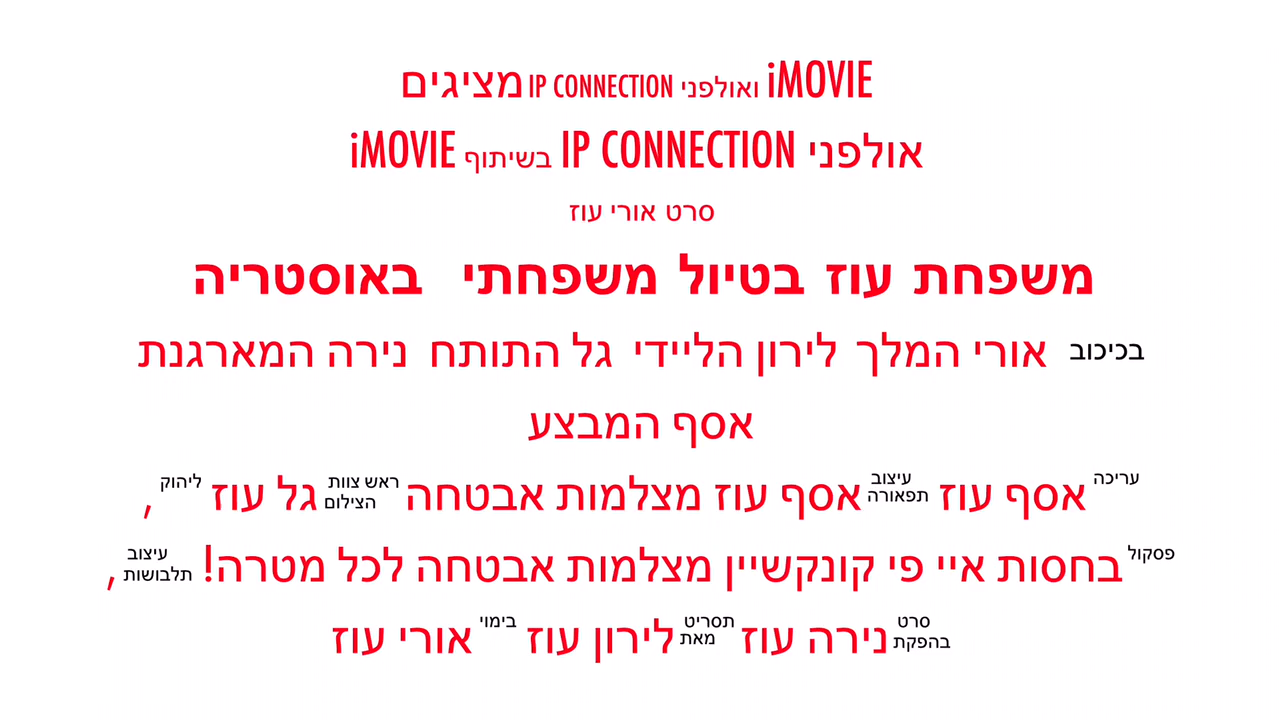 iMOVIE ואולפני IP CONNECTION מציגים
אולפני IP CONNECTION בשיתוף iMOVIE
סרט אורי עוז
משפחת עוז בטיול משפחתי באוסטריה
בכיכוב אורי המלך לירון הליידי גל התותח נירה המארגנת
אסף המבצע
עריכה אסף עוז עיצוב תפאורה אסף עוז מצלמות אבטחה ראש צוות הצילום גל עוז ליהוק ,
פסקול בחסות איי פי קונקשיין מצלמות אבטחה לכל מטרה! עיצוב תלבושות ,
סרט בהפקת נירה עוז תסריט מאת לירון עוז בימוי אורי עוז